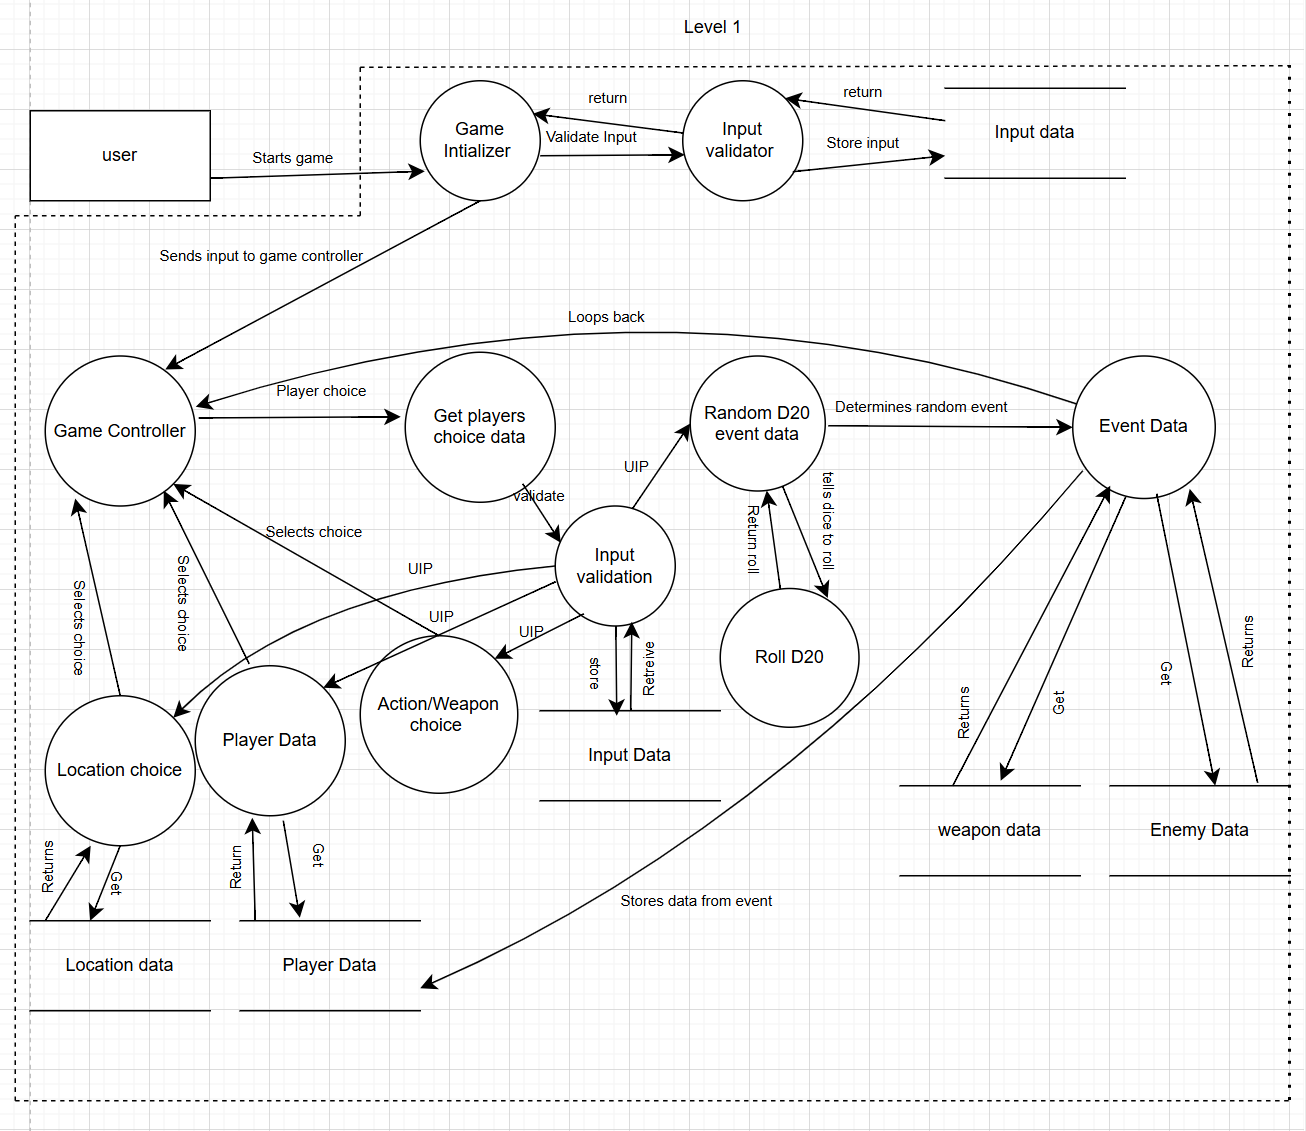 Level 1
user
Starts game
Game
Intializer
return
Validate Input
Input
validator
return
Store input
Input data
Sends input to game controller
Loops back
Game Controller
Player choice
Get players
choice data
validate
Random D20
event data
Determines random event
Event Data
UIP
tells dice to roll
Return roll
Roll D20
Input
validation
Selects choice
Selects choice
Selects choice
UIP
UIP
UIP
store
Retreive
Input Data
Location choice
Player Data
Action/Weapon
choice
Returns
Get
Return
Get
Location data
Player Data
Stores data from event
Returns
Get
Get
Returns
weapon data
Enemy Data